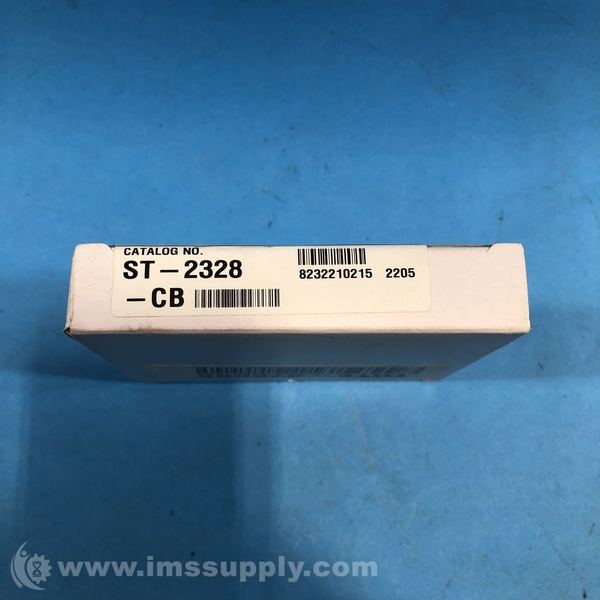 CATALOG NO.
ST-2328
-CB
8232210215 2205
www.imssupply.com